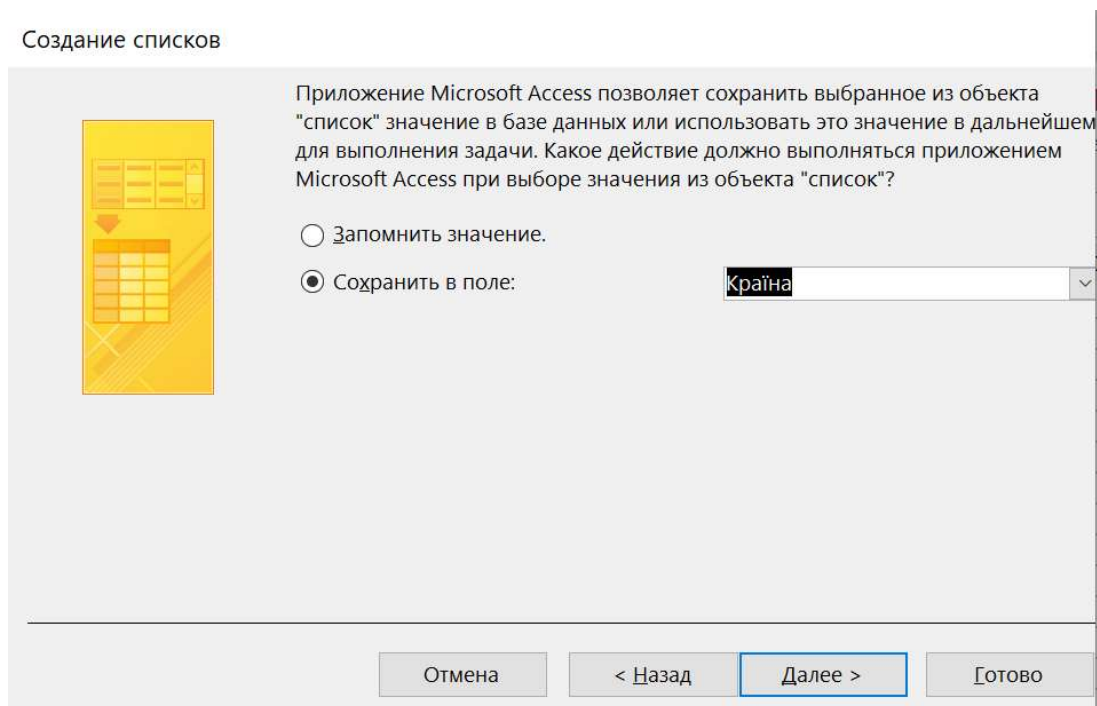 Создание списков
Приложение Microsoft Access позволяет сохранить выбранное из объекта
"список" значение в базе данных или использовать это значение в дальнейшем
для выполнения задачи. Какое действие должно выполняться приложением
Microsoft Access при выборе значения из объекта "список"?
Запомнить значение.
Сохранить в поле: Країна
Отмена < Назад Далее > Готово